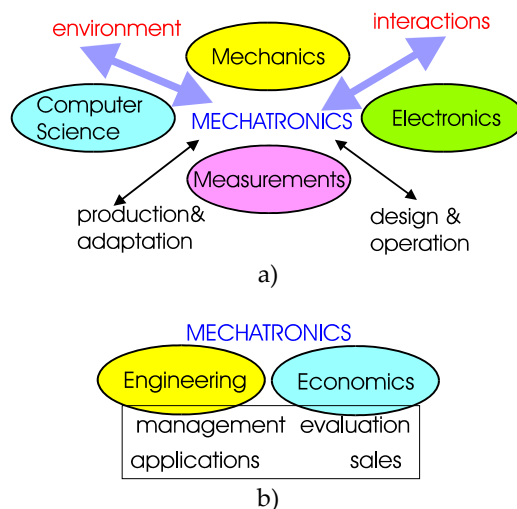 environment
interactions
Mechanics
Computer
Science
MECHATRONICS
Electronics
Measurements
production&
adaptation
design &
operation
a)
MECHATRONICS
Engineering
Economics
management evaluation
applications sales
b)